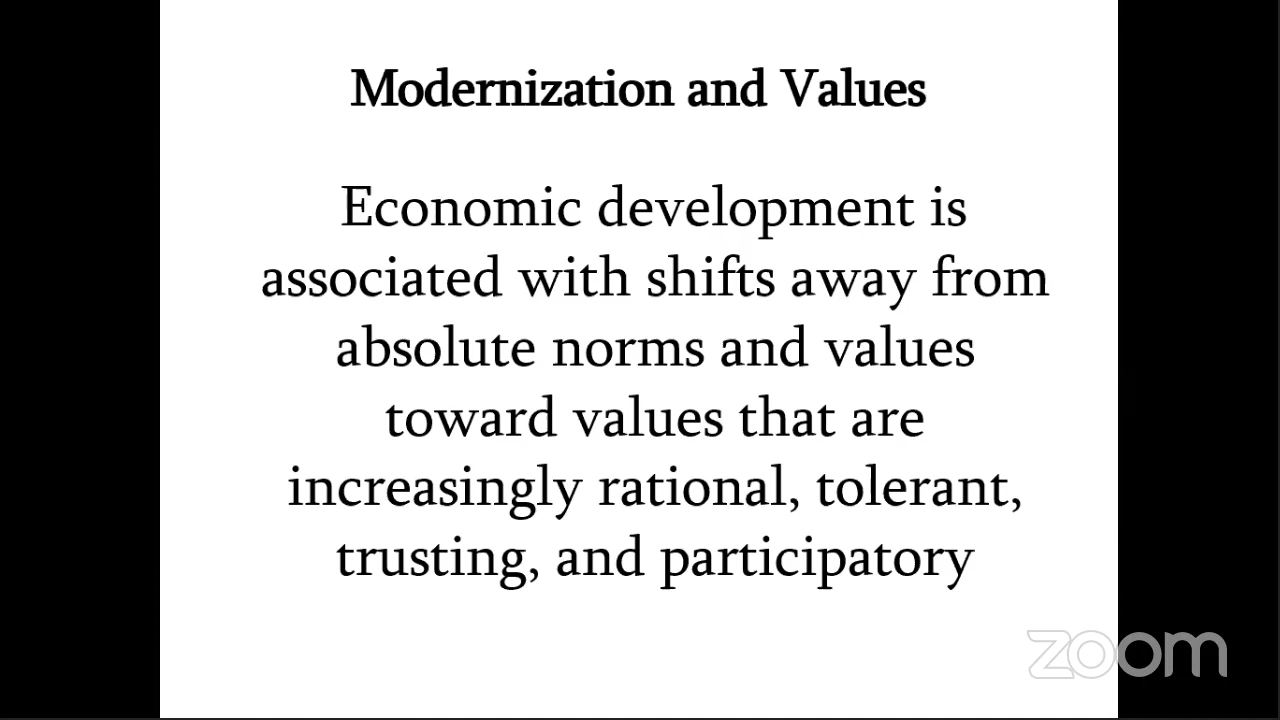 Modernization and Values
Economic development is
associated with shifts away from
absolute norms and values
toward values that are
increasingly rational, tolerant,
trusting, and participatory
zoom